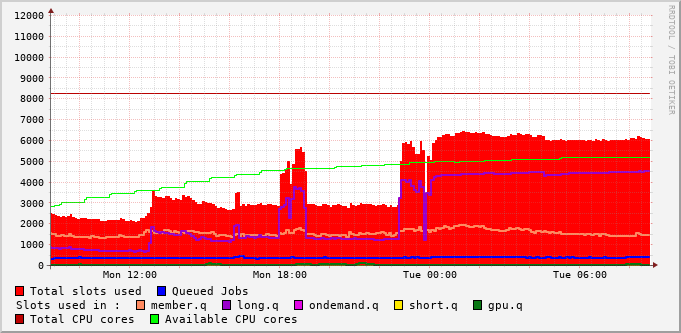 12000
11000
10000
9000
8000
7000
6000
5000
4000
3000
2000
1000
0
Mon 12:00 Mon 18:00 Tue 00:00 Tue 06:00
RRDTOOL / TOBI OETIKER
Total slots used Queued Jobs
Slots used in : member.q long.q ondemand.q short.q gpu.q
Total CPU cores Available CPU cores